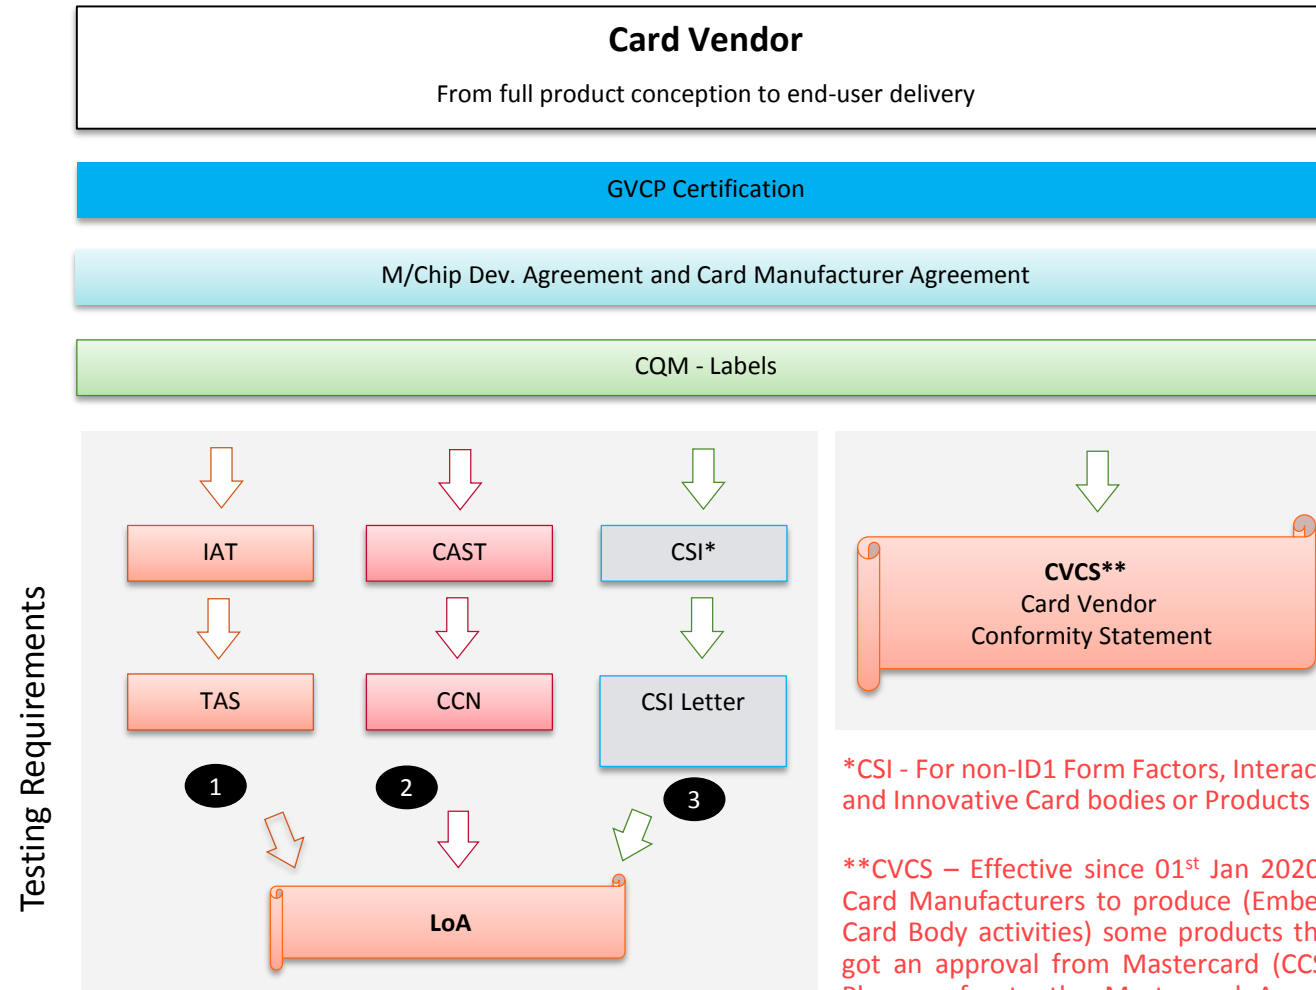 Card Vendor
From full product conception to end-user delivery
GVCP Certification
M/Chip Dev. Agreement and Card Manufacturer Agreement
CQM - Labels
Testing Requirements
IAT
CAST
CSI*
TAS
CCN
CSI Letter
1
2
3
LoA
CVCS**
Card Vendor
Conformity Statement
*CSI - For non-ID1 Form Factors, Interac
and Innovative Card bodies or Products
**CVCS – Effective since 01st Jan 2020
Card Manufacturers to produce (Embe
Card Body activities) some products th
got an approval from Mastercard (CCS